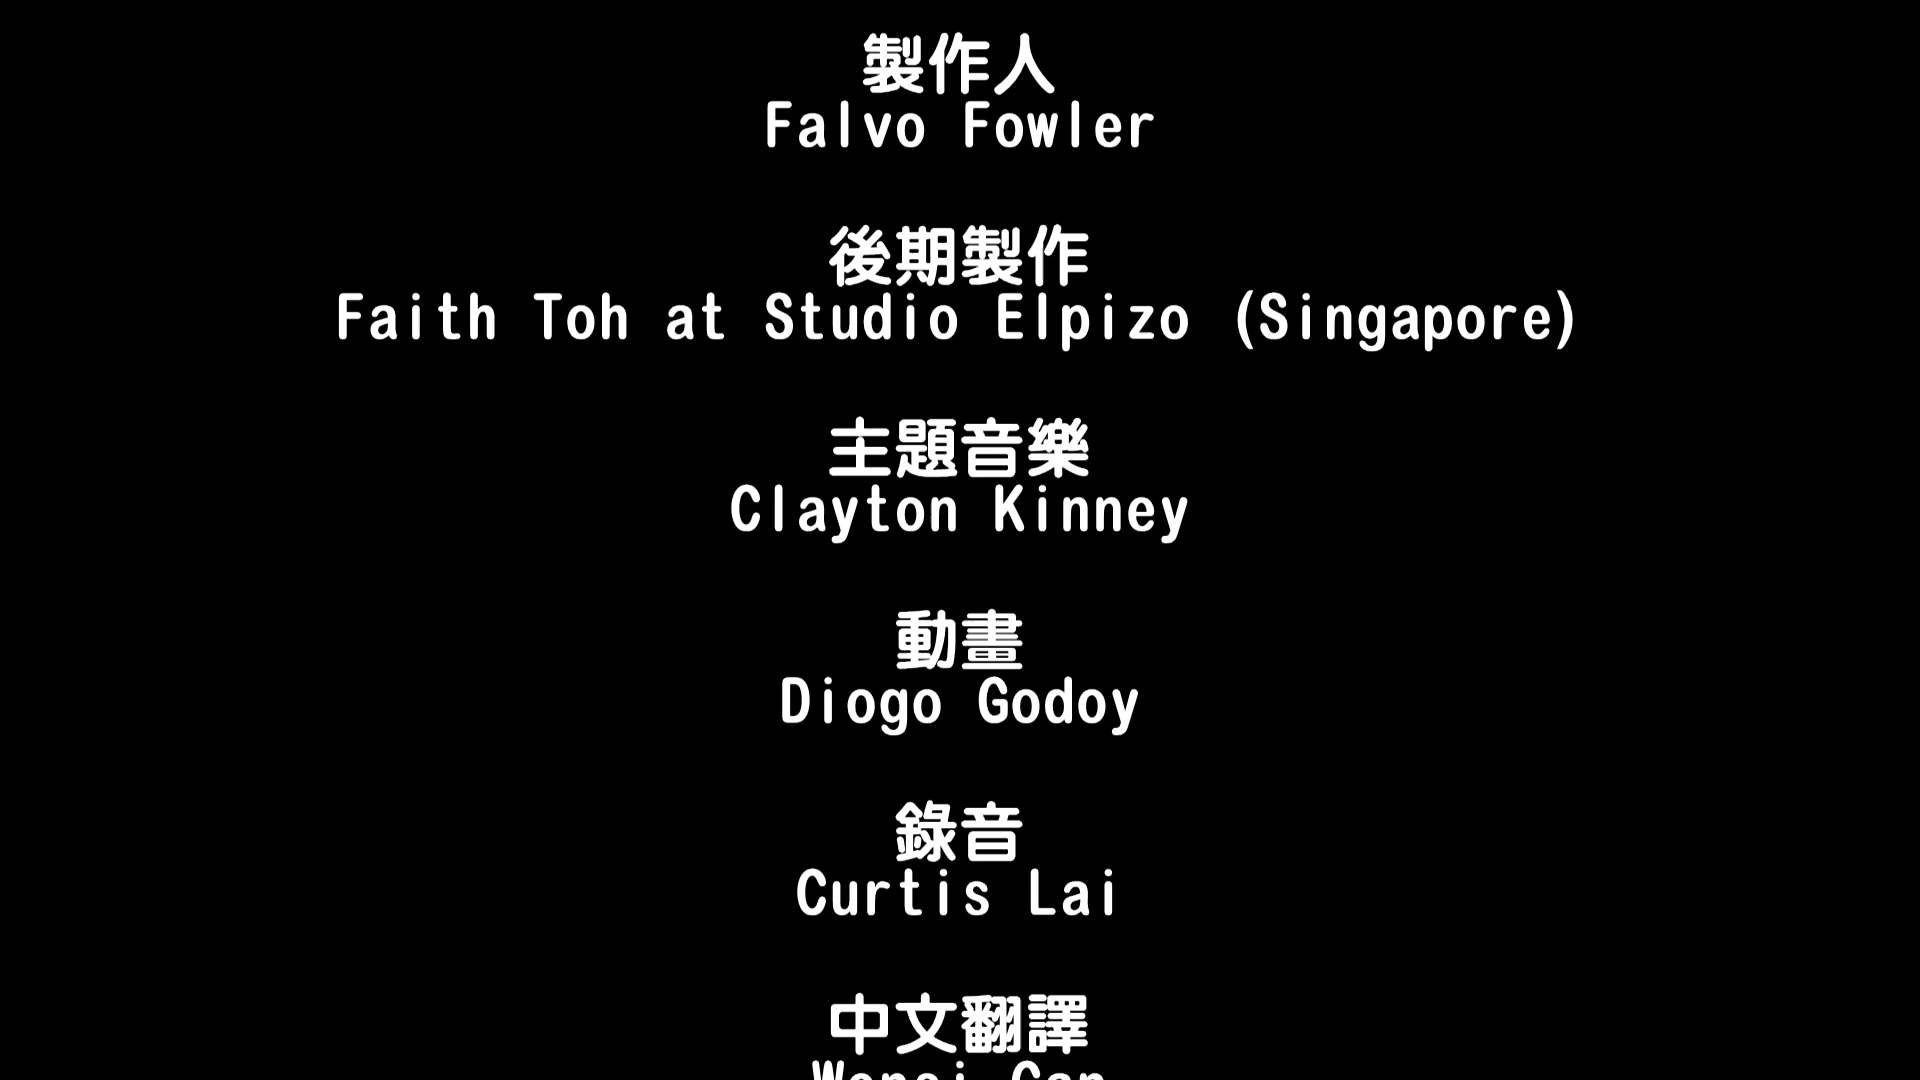 製作人
Falvo Fowler
後期製作
Faith Toh at Studio Elpizo (Singapore)
主題音樂
Clayton Kinney
動畫
Diogo Godoy
錄音
Curtis Lai
中文翻譯